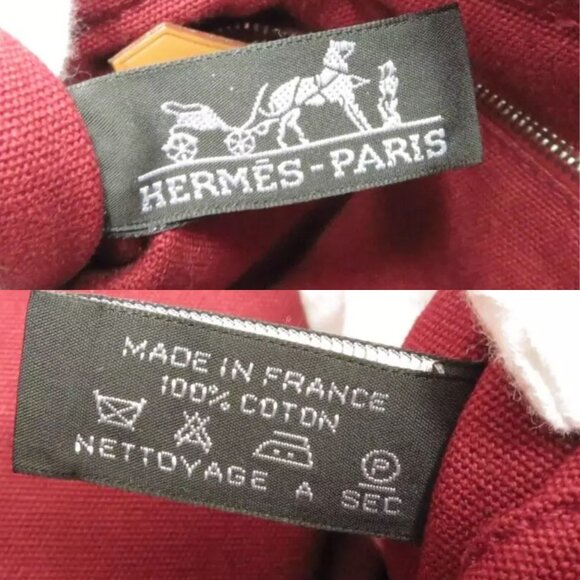 HERMÈS-PARIS
MADE IN FRANCE
100% COTON
P
NETTOYAGE A SEC